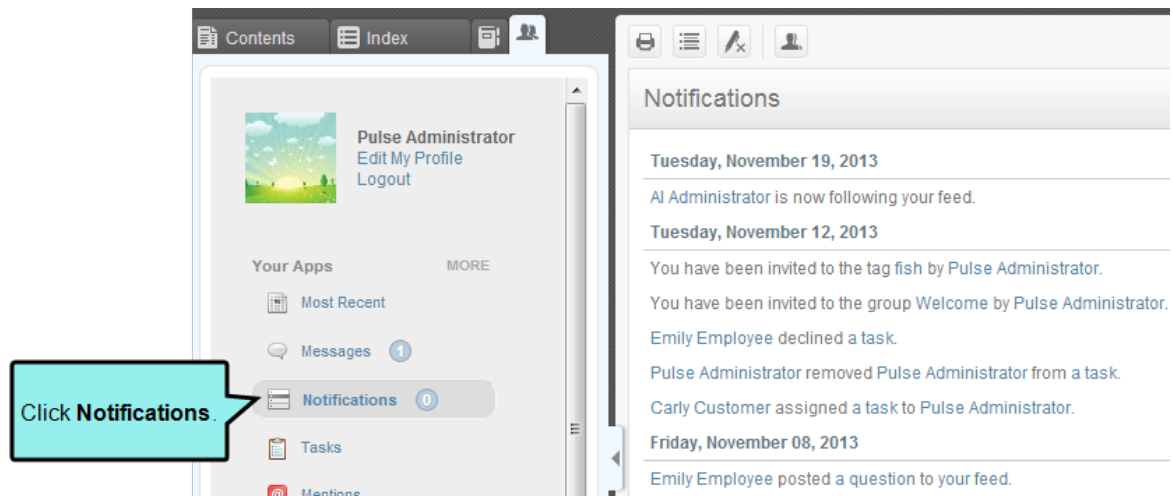 Contents
Index
Pulse Administrator
Edit My Profile
Logout
Your Apps
MORE
Most Recent
Messages 1
Notifications 0
Tasks
Mentions
Click Notifications.
Notifications
Tuesday, November 19, 2013
Al Administrator is now following your feed.
Tuesday, November 12, 2013
You have been invited to the tag fish by Pulse Administrator.
You have been invited to the group Welcome by Pulse Administrator.
Emily Employee declined a task.
Pulse Administrator removed Pulse Administrator from a task.
Carly Customer assigned a task to Pulse Administrator.
Friday, November 08, 2013
Emily Employee posted a question to your feed.